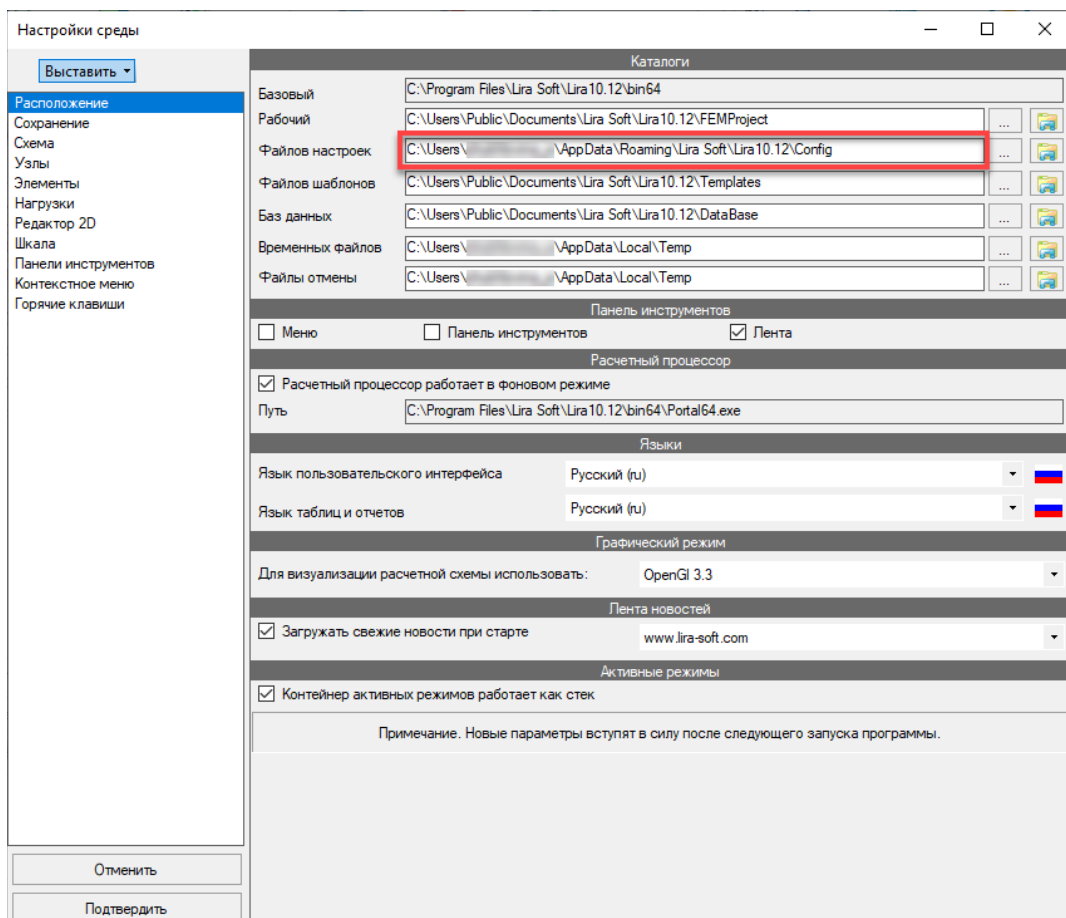 Настройки среды
Выставить
Расположение
Сохранение
Схема
Узлы
Элементы
Нагрузки
Редактор 2D
Шкала
Панели инструментов
Контекстное меню
Горячие клавиши
Отменить
Подтвердить
Каталоги
Базовый C:\Program Files\Lira Soft\Lira10.12\bin64
Рабочий C:\Users\Public\Documents\Lira Soft\Lira10.12\FEMProject ...
Файлов настроек C:\Users\ \AppData\Roaming\Lira Soft\Lira10.12\Config ...
Файлов шаблонов C:\Users\Public\Documents\Lira Soft\Lira10.12\Templates ...
Баз данных C:\Users\Public\Documents\Lira Soft\Lira10.12\DataBase ...
Временных файлов C:\Users\ \AppData\Local\Temp ...
Файлы отмены C:\Users\ \AppData\Local\Temp ...
Панель инструментов
Меню Панель инструментов Лента
Расчетный процессор
Расчетный процессор работает в фоновом режиме
Путь C:\Program Files\Lira Soft\Lira10.12\bin64\Portal64.exe
Языки
Язык пользовательского интерфейса Русский (ru)
Язык таблиц и отчетов Русский (ru)
Графический режим
Для визуализации расчетной схемы использовать: OpenGl 3.3
Лента новостей
Загружать свежие новости при старте www.lira-soft.com
Активные режимы
Контейнер активных режимов работает как стек
Примечание. Новые параметры вступят в силу после следующего запуска программы.